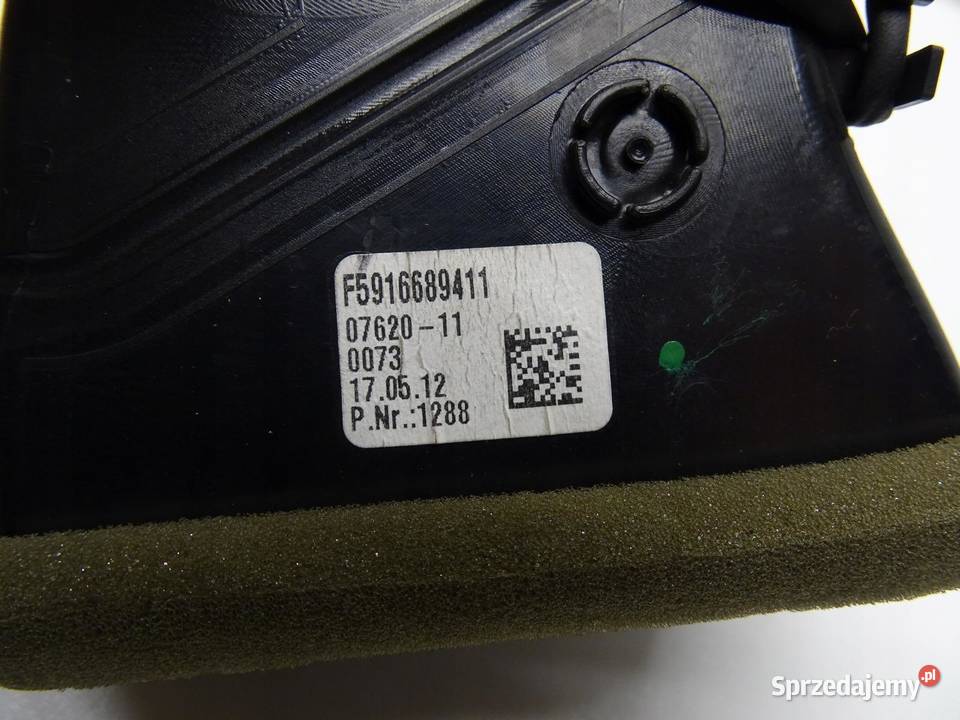 F5916689411
07620-11
0073
17.05.12
P.Nr.:1288
Sprzedajemy.pl